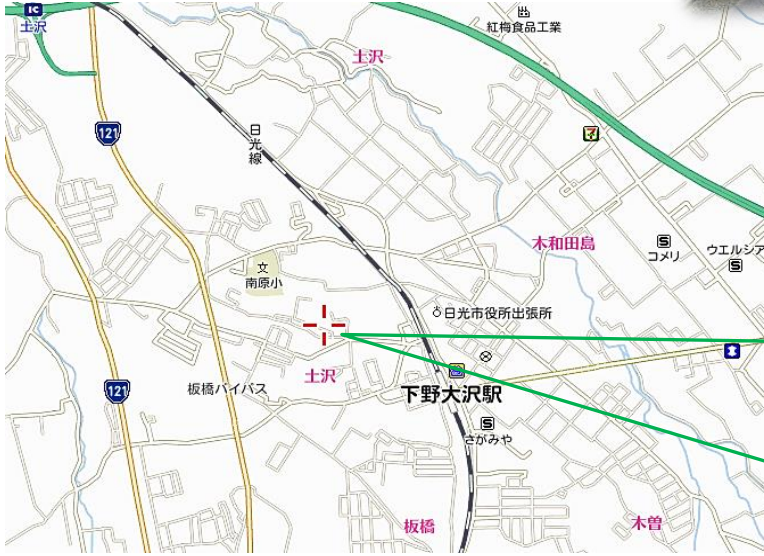 IC
土沢
紅梅食品工業
土沢
121
日光線
7
木和田島
S
コメリ
ウエルシア
S
文
南原小
日光市役所出張所
土沢
121
板橋バイパス
下野大沢駅
S
さがみや
板橋
木曽